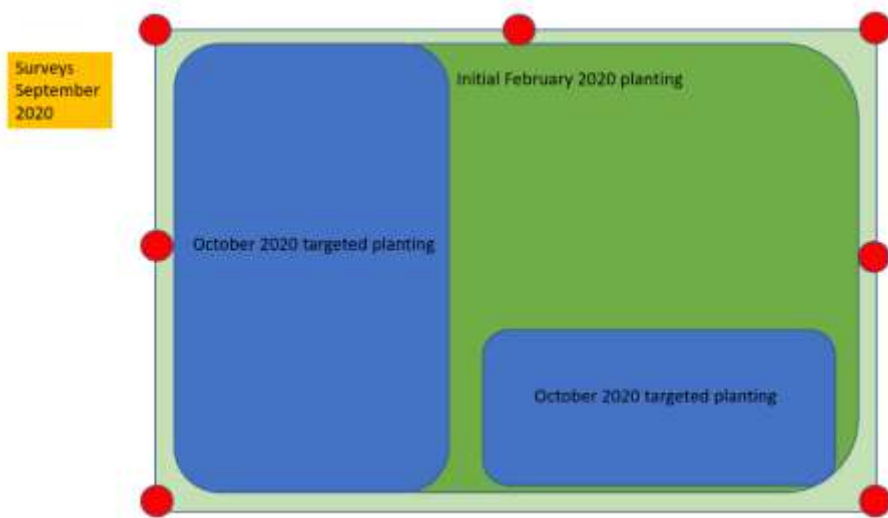 Surveys
September
2020
Initial February 2020 planting
October 2020 targeted planting
October 2020 targeted planting